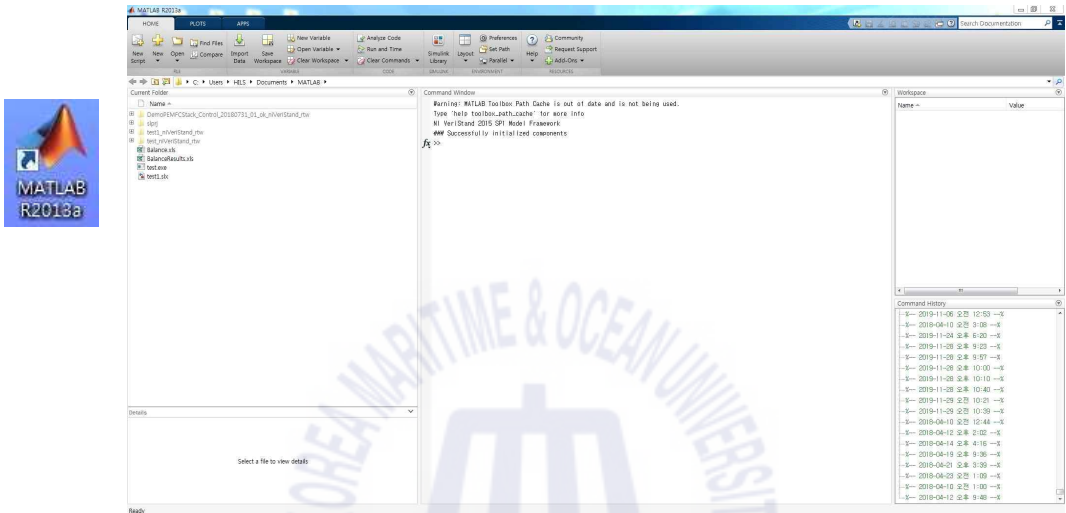 MATLAB
R2013a
MATLAB R2013a
HOME PLOTS APPS
Search Documentation
New Script
New
Open
Find Files
Compare
Import Data
Save Workspace
New Variable
Open Variable
Clear Workspace
Analyze Code
Run and Time
Clear Commands
Simulink Library
Layout
Preferences
Set Path
Parallel
Help
Community
Request Support
Add-Ons
FILE VARIABLE CODE SIMULINK ENVIRONMENT RESOURCES
C: Users HILS Documents MATLAB
Current Folder
Name
DemoPEMFCStack_Control_20180731_01_ok_niVeriStand_rtw
slprj
test1_niVeriStand_rtw
test_niVeriStand_rtw
Balance.xls
BalanceResults.xls
test.exe
test1.slx
Details
Select a file to view details
Ready
Command Window
Warning: MATLAB Toolbox Path Cache is out of date and is not being used.
Type 'help toolbox_path_cache' for more info
NI VeriStand 2015 SP1 Model Framework
### Successfully initialized components
fx >>
Workspace
Name Value
Command History
%-- 2019-11-06 오전 12:53 --%
%-- 2018-04-10 오전 3:08 --%
%-- 2019-11-24 오후 6:20 --%
%-- 2019-11-28 오후 9:23 --%
%-- 2019-11-28 오후 9:57 --%
%-- 2019-11-28 오후 10:00 --%
%-- 2019-11-28 오후 10:10 --%
%-- 2019-11-28 오후 10:40 --%
%-- 2019-11-29 오전 10:21 --%
%-- 2019-11-29 오전 10:39 --%
%-- 2018-04-10 오전 12:44 --%
%-- 2018-04-12 오후 2:02 --%
%-- 2018-04-14 오후 4:16 --%
%-- 2018-04-19 오후 9:36 --%
%-- 2018-04-21 오후 3:39 --%
%-- 2018-04-23 오전 1:09 --%
%-- 2018-04-10 오전 1:00 --%
%-- 2018-04-12 오후 9:48 --%
KOREA MARITIME & OCEAN UNIVERSIT